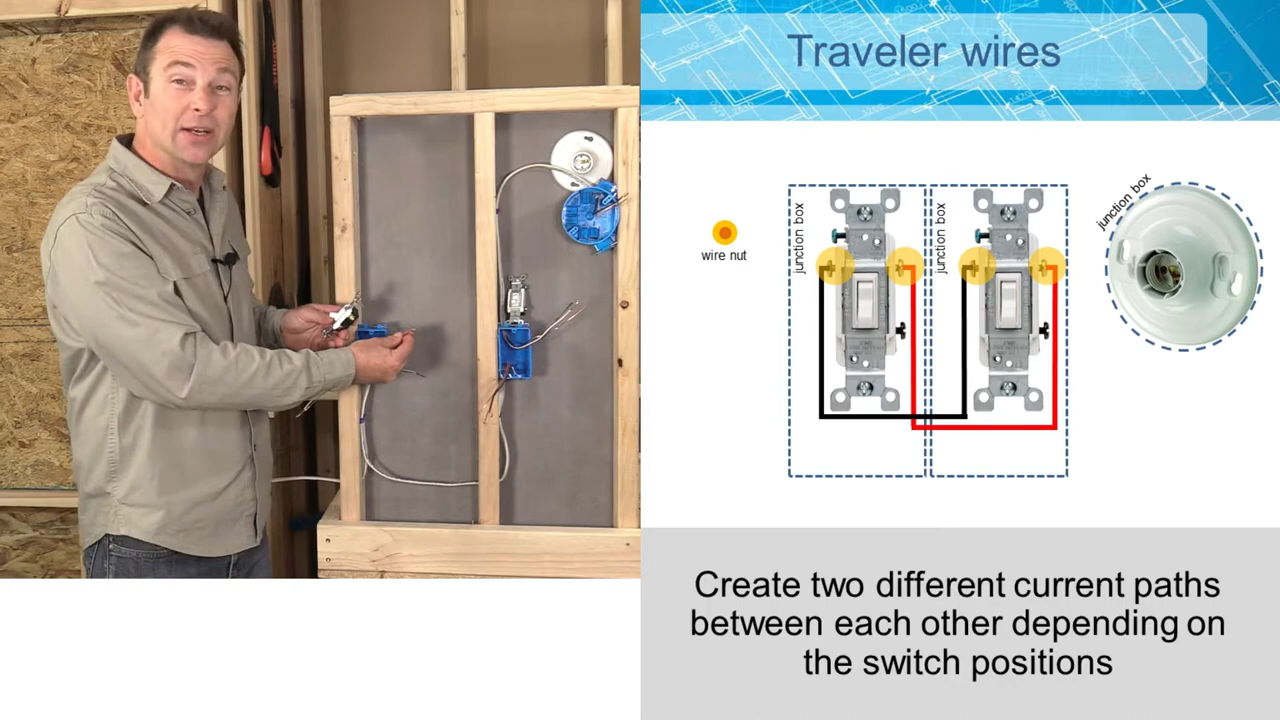 Traveler wires
junction box
junction box
junction box
wire nut
Create two different current paths
between each other depending on
the switch positions